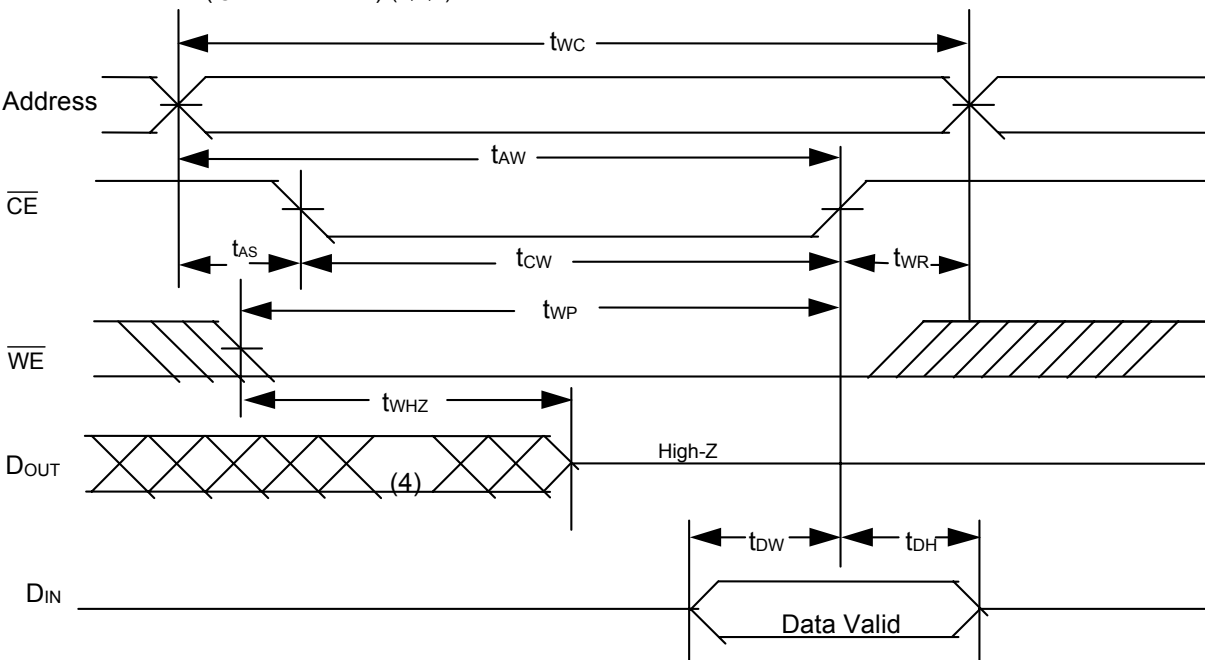 tWC
Address
tAW
CE
tAS
tCW
tWR
tWP
WE
tWHZ
DOUT
(4)
High-Z
tDW
tDH
DIN
Data Valid